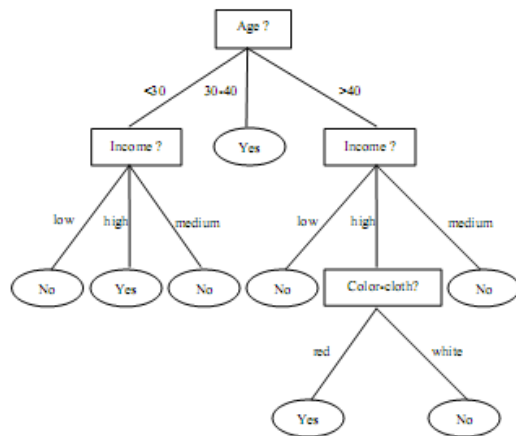 Age ?
<30
30-40
>40
Income ?
Yes
Income ?
low
high
medium
low
high
medium
No
Yes
No
No
Color-cloth?
No
red
white
Yes
No